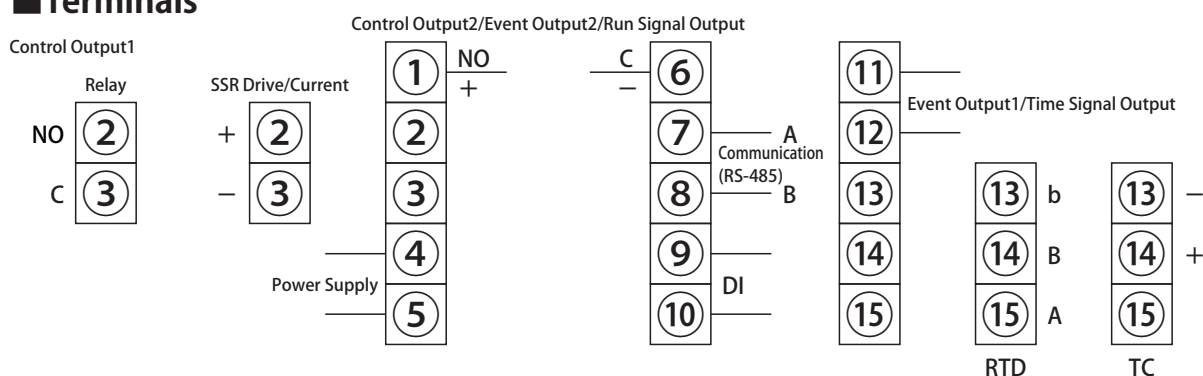 ■Terminals
Control Output2/Event Output2/Run Signal Output
Control Output1
Relay
NO 2
C 3
SSR Drive/Current
+ 2
− 3
1 NO
+
2
3
4
Power Supply
5
C 6
−
7 A
Communication
(RS-485)
8 B
9
DI
10
11
Event Output1/Time Signal Output
12
13
14
15
13 b
14 B
15 A
RTD
13 −
14 +
15
TC